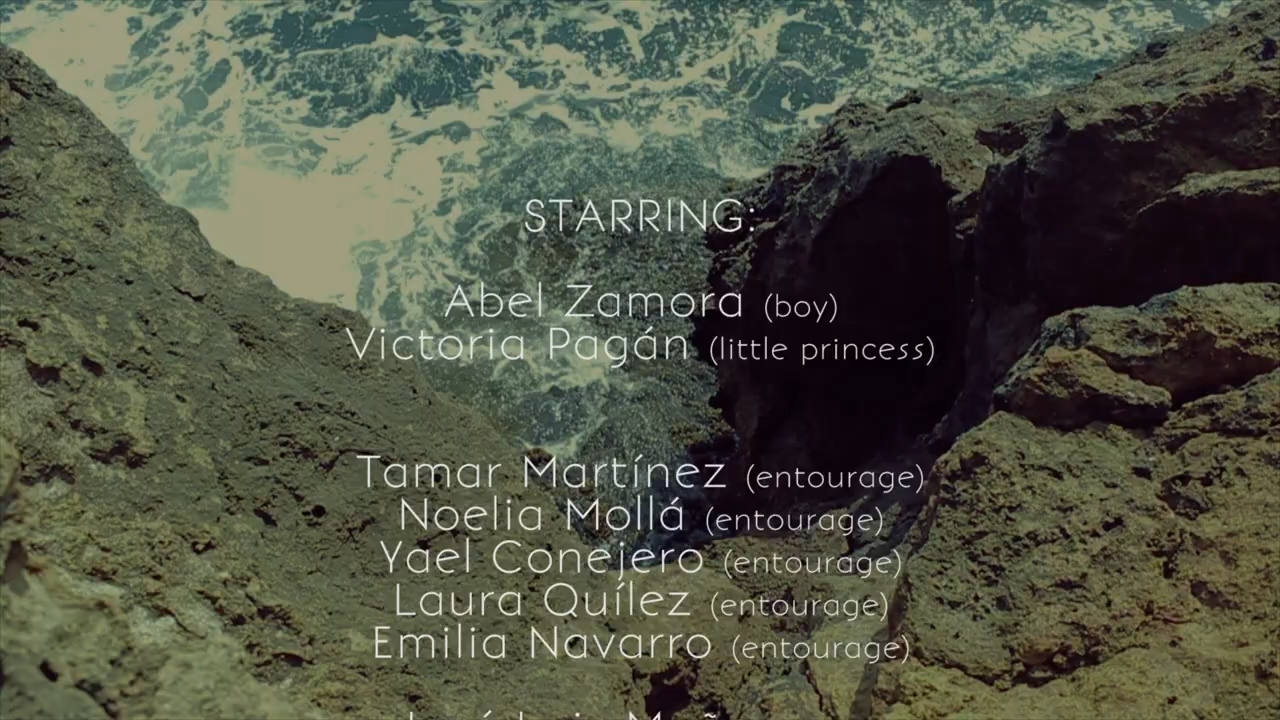 STARRING:
Abel Zamora (boy)
Victoria Pagán (little princess)
Tamar Martínez (entourage)
Noelia Mollá (entourage)
Yael Conejero (entourage)
Laura Quílez (entourage)
Emilia Navarro (entourage)